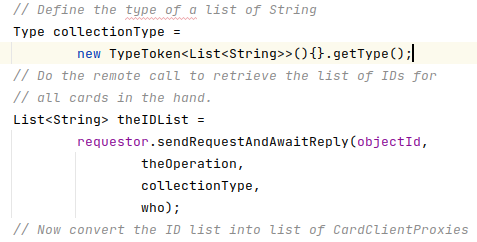 // Define the type of a list of String
Type collectionType =
        new TypeToken<List<String>>(){}.getType();
// Do the remote call to retrieve the list of IDs for
// all cards in the hand.
List<String> theIDList =
        requestor.sendRequestAndAwaitReply(objectId,
                theOperation,
                collectionType,
                who);
// Now convert the ID list into list of CardClientProxies